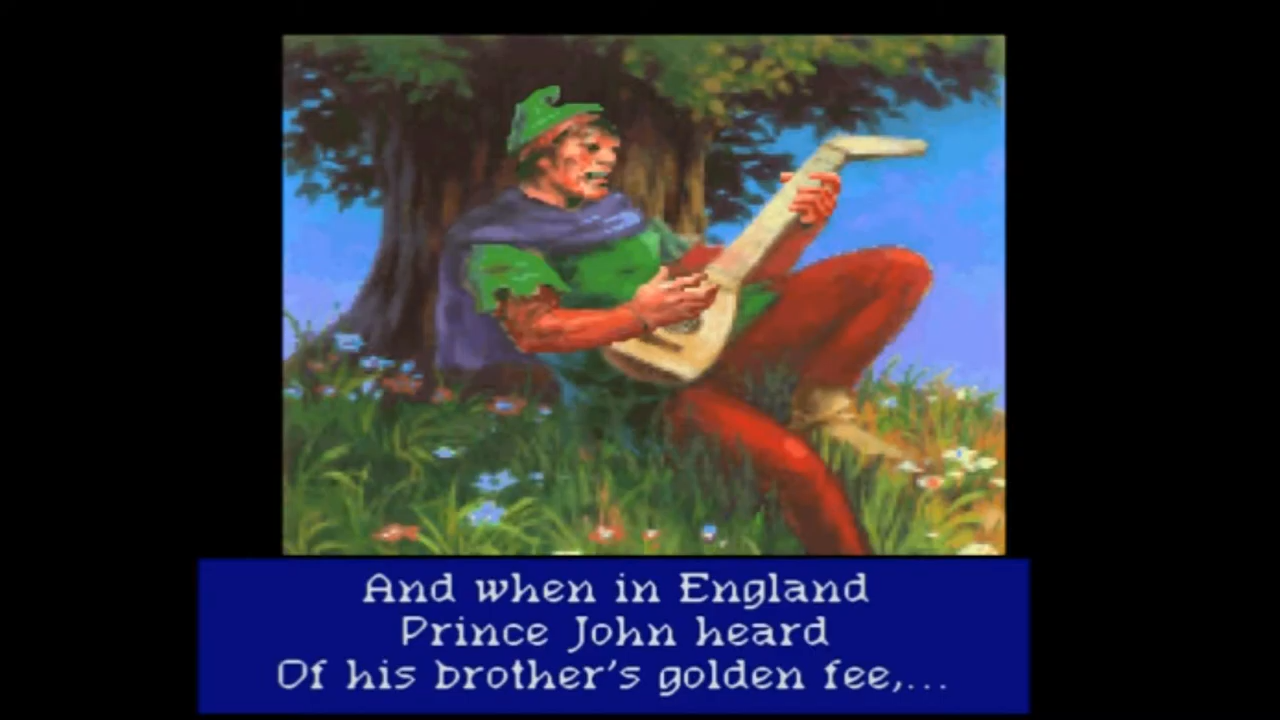 And when in England
Prince John heard
Of his brother's golden fee,...